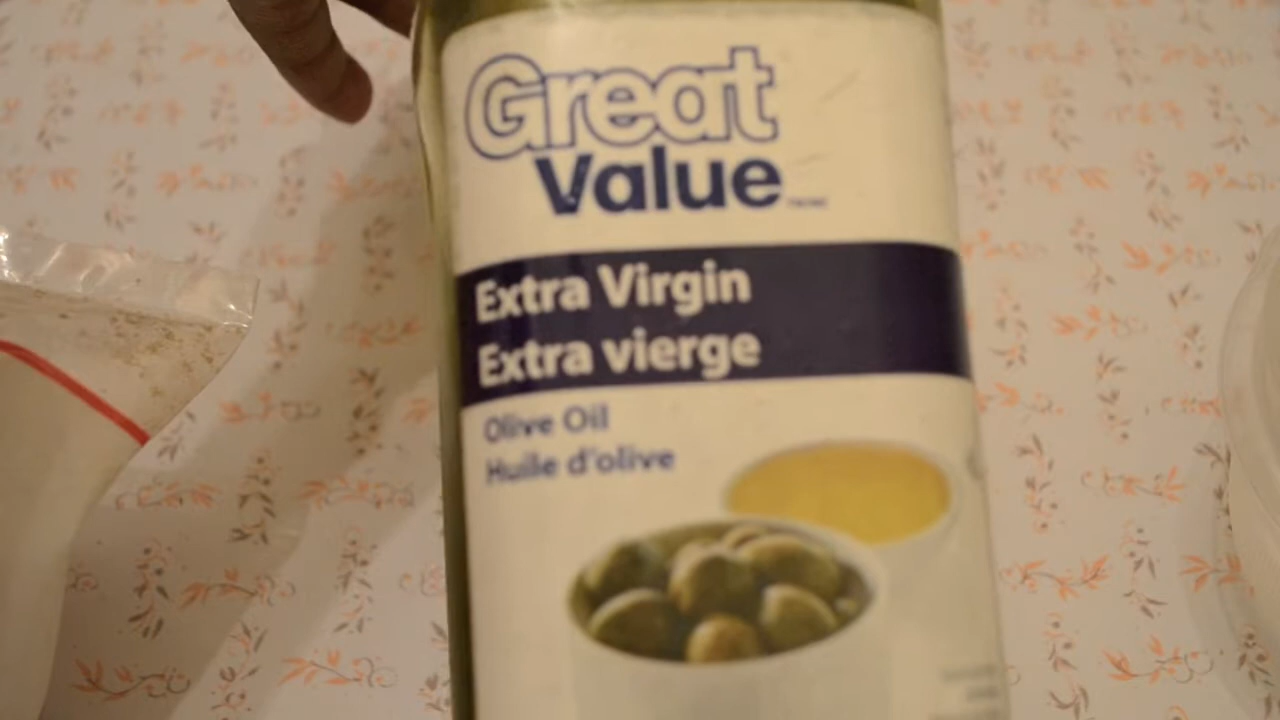 Great
Value
Extra Virgin
Extra vierge
Olive Oil
Huile d'olive